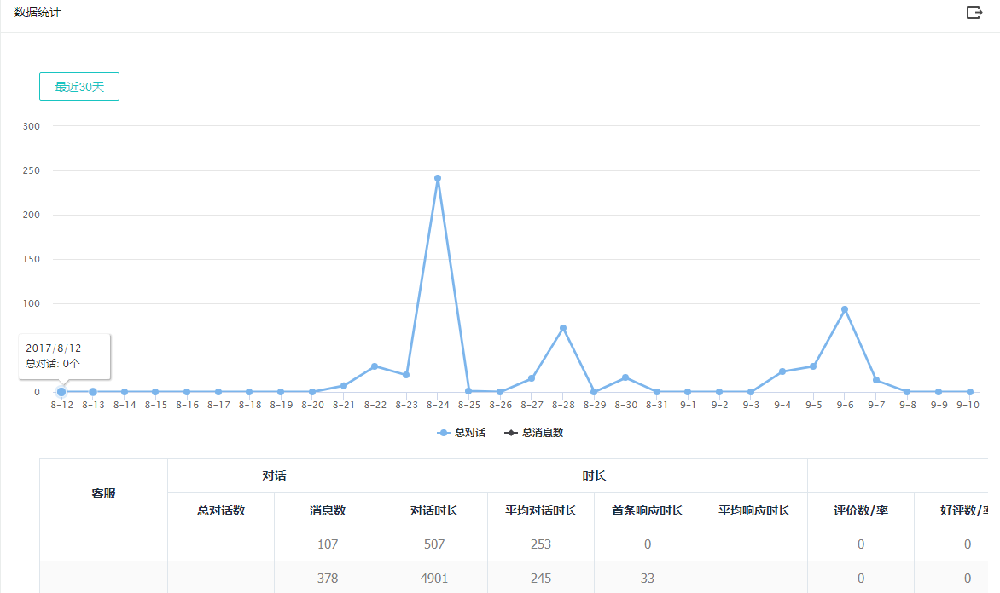 数据统计
最近30天
300
250
200
150
100
2017/8/12
总对话: 0个
0
8-12 8-13 8-14 8-15 8-16 8-17 8-18 8-19 8-20 8-21 8-22 8-23 8-24 8-25 8-26 8-27 8-28 8-29 8-30 8-31 9-1 9-2 9-3 9-4 9-5 9-6 9-7 9-8 9-9 9-10
总对话 总消息数
客服 对话 时长
总对话数 消息数 对话时长 平均对话时长 首条响应时长 平均响应时长 评价数/率 好评数/率
107 507 253 0 0 0
378 4901 245 33 0 0